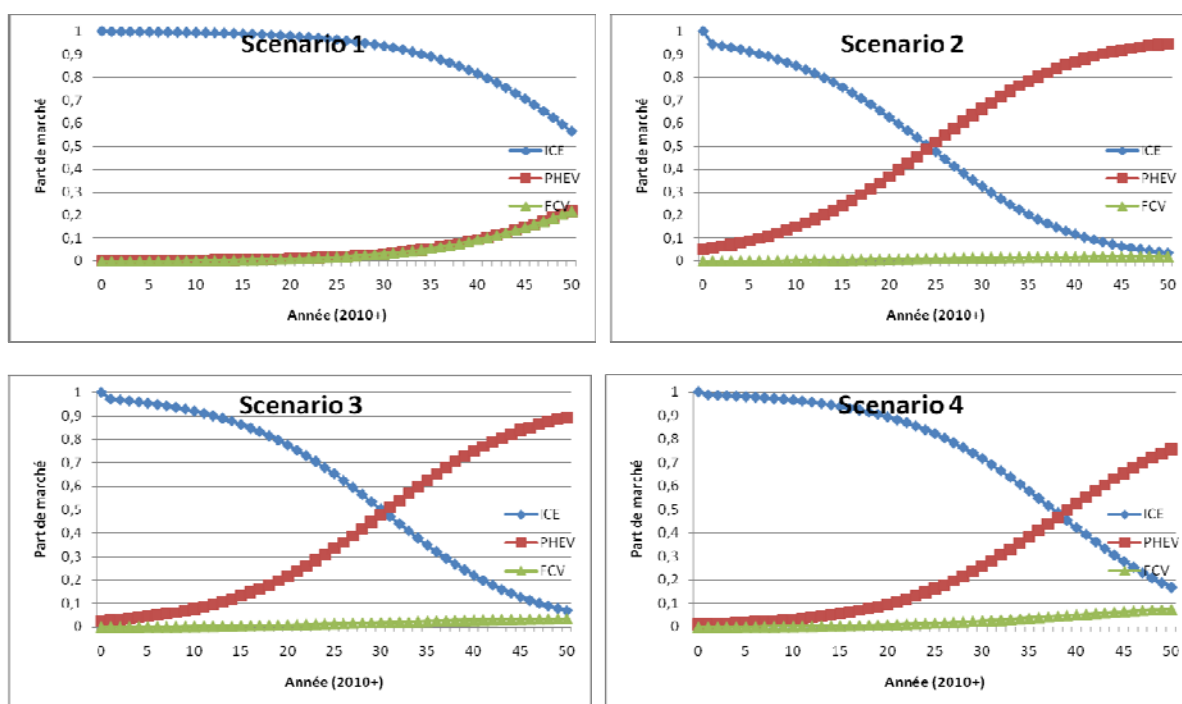 Scenario 1
Part de marché
1
0,9
0,8
0,7
0,6
0,5
0,4
0,3
0,2
0,1
0
ICE
PHEV
FCV
0 5 10 15 20 25 30 35 40 45 50
Année (2010+)
Scenario 2
Part de marché
1
0,9
0,8
0,7
0,6
0,5
0,4
0,3
0,2
0,1
0
ICE
PHEV
FCV
0 5 10 15 20 25 30 35 40 45 50
Année (2010+)
Scenario 3
Part de marché
1
0,9
0,8
0,7
0,6
0,5
0,4
0,3
0,2
0,1
0
ICE
PHEV
FCV
0 5 10 15 20 25 30 35 40 45 50
Année (2010+)
Scenario 4
Part de marché
1
0,9
0,8
0,7
0,6
0,5
0,4
0,3
0,2
0,1
0
ICE
PHEV
FCV
0 5 10 15 20 25 30 35 40 45 50
Année (2010+)